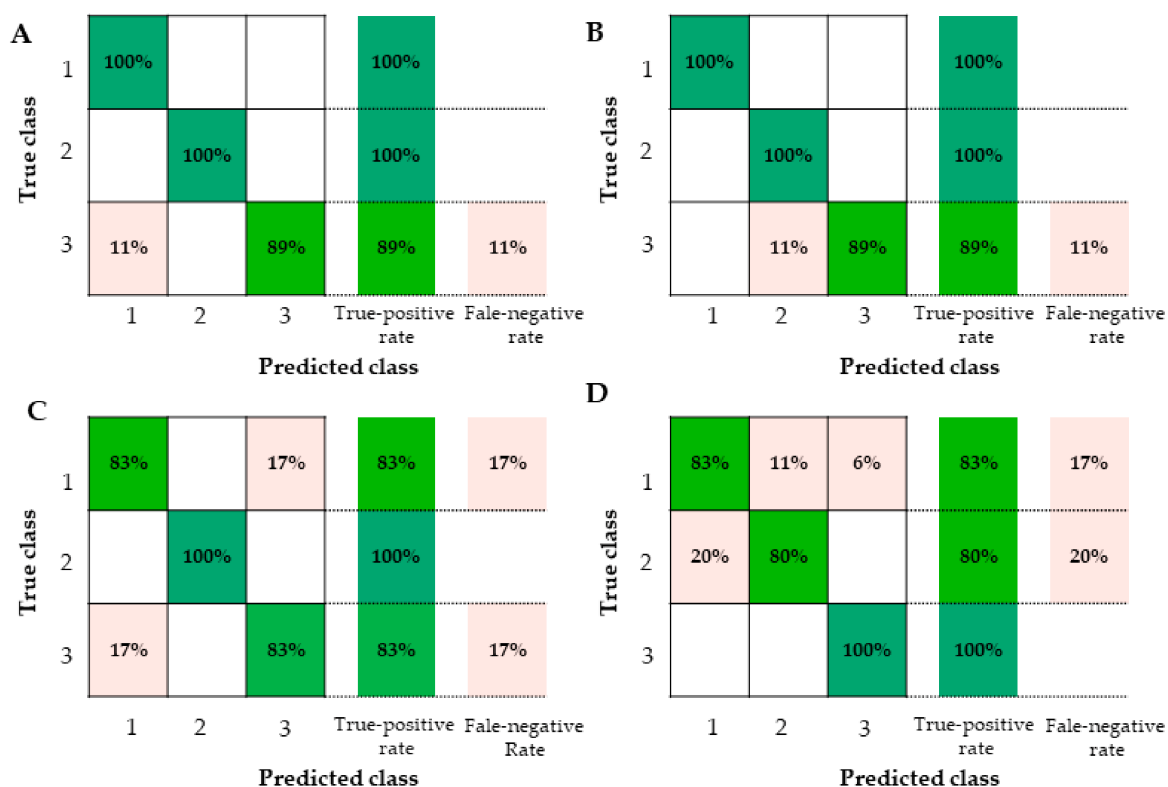 A
True class
1
100%
100%
2
100%
100%
3
11%
89%
89%
11%
1
2
3
True-positive
rate
Fale-negative
rate
Predicted class
B
True class
1
100%
100%
2
100%
100%
3
11%
89%
89%
11%
1
2
3
True-positive
rate
Fale-negative
rate
Predicted class
C
True class
1
83%
17%
83%
17%
2
100%
100%
3
17%
83%
83%
17%
1
2
3
True-positive
rate
Fale-negative
Rate
Predicted class
D
True class
1
83%
11%
6%
83%
17%
2
20%
80%
80%
20%
3
100%
100%
1
2
3
True-positive
rate
Fale-negative
rate
Predicted class